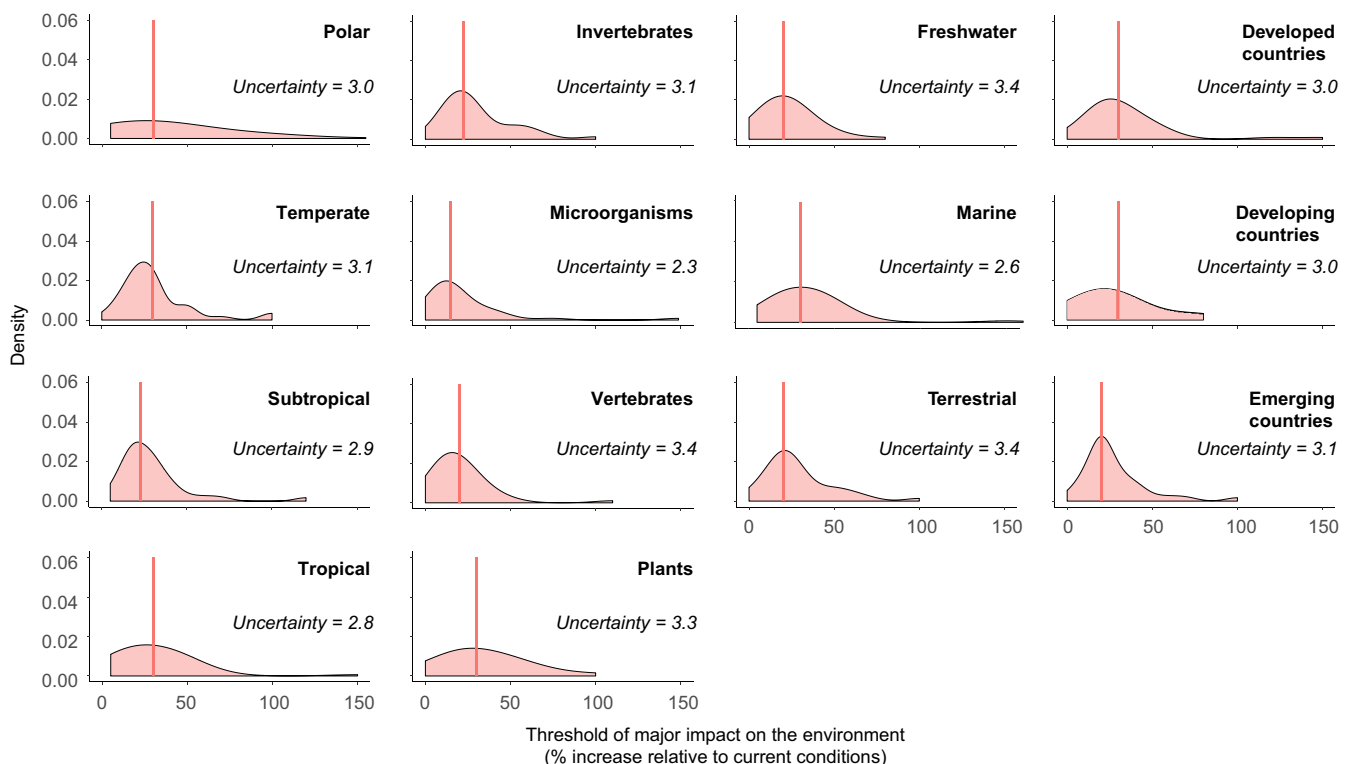 0.06
0.04
0.02
0.00
Polar
Uncertainty = 3.0
Invertebrates
Uncertainty = 3.1
Freshwater
Uncertainty = 3.4
Developed
countries
Uncertainty = 3.0
0.06
0.04
0.02
0.00
Temperate
Uncertainty = 3.1
Microorganisms
Uncertainty = 2.3
Marine
Uncertainty = 2.6
Developing
countries
Uncertainty = 3.0
Density
0.06
0.04
0.02
0.00
Subtropical
Uncertainty = 2.9
Vertebrates
Uncertainty = 3.4
Terrestrial
Uncertainty = 3.4
0 50 100 150
Emerging
countries
Uncertainty = 3.1
0 50 100 150
0.06
0.04
0.02
0.00
Tropical
Uncertainty = 2.8
0 50 100 150
Plants
Uncertainty = 3.3
0 50 100 150
Threshold of major impact on the environment
(% increase relative to current conditions)